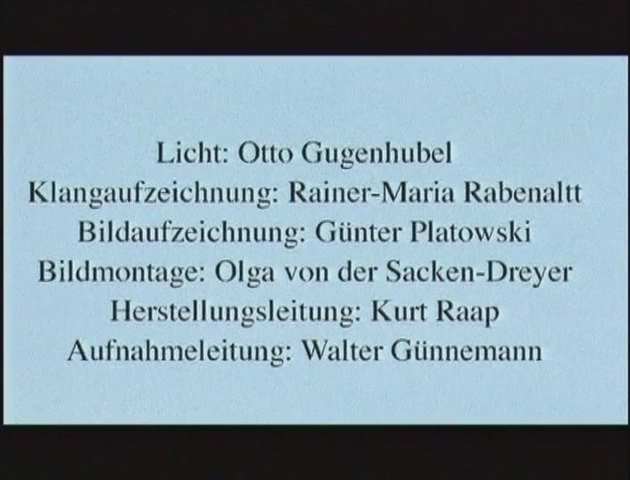 Licht: Otto Gugenhubel
Klangaufzeichnung: Rainer-Maria Rabenaltt
Bildaufzeichnung: Günter Platowski
Bildmontage: Olga von der Sacken-Dreyer
Herstellungsleitung: Kurt Raap
Aufnahmeleitung: Walter Günnemann